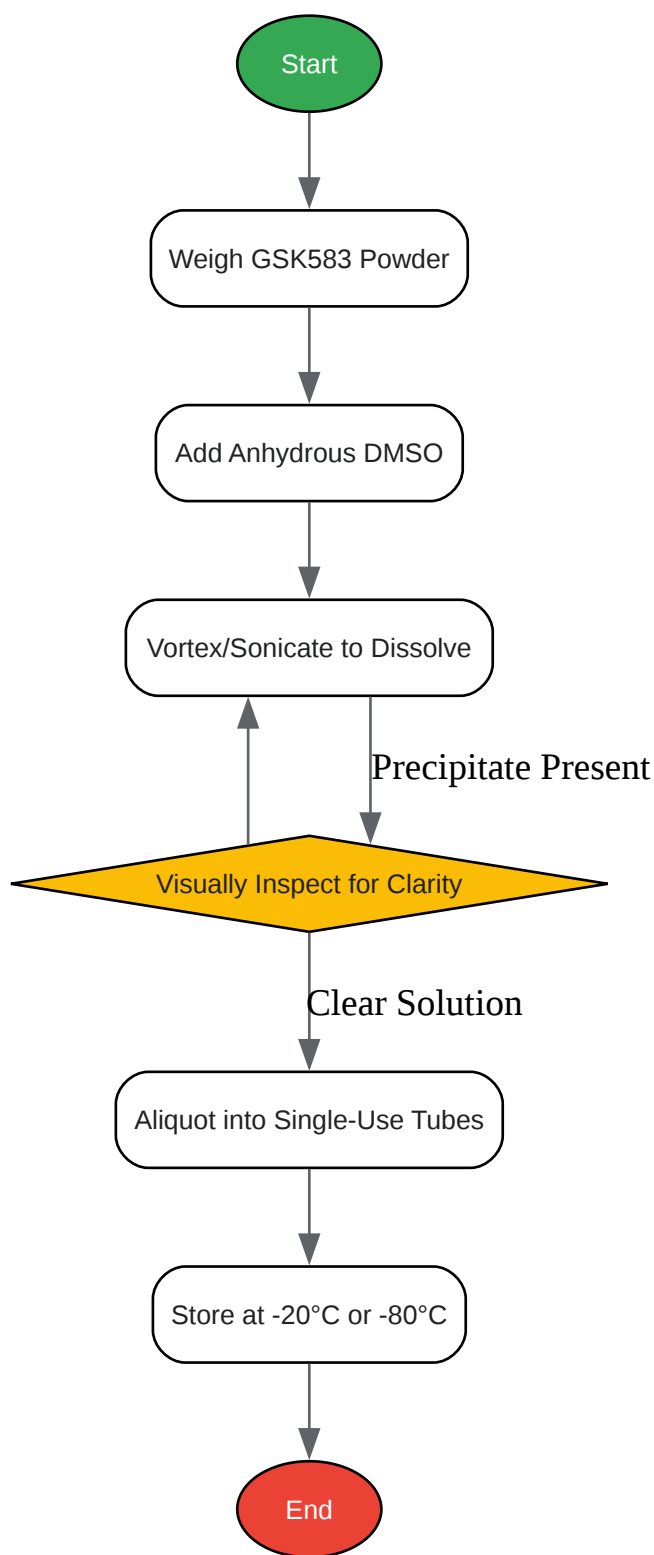 Start
Weigh GSK583 Powder
Add Anhydrous DMSO
Vortex/Sonicate to Dissolve
Precipitate Present
Visually Inspect for Clarity
Clear Solution
Aliquot into Single-Use Tubes
Store at -20°C or -80°C
End